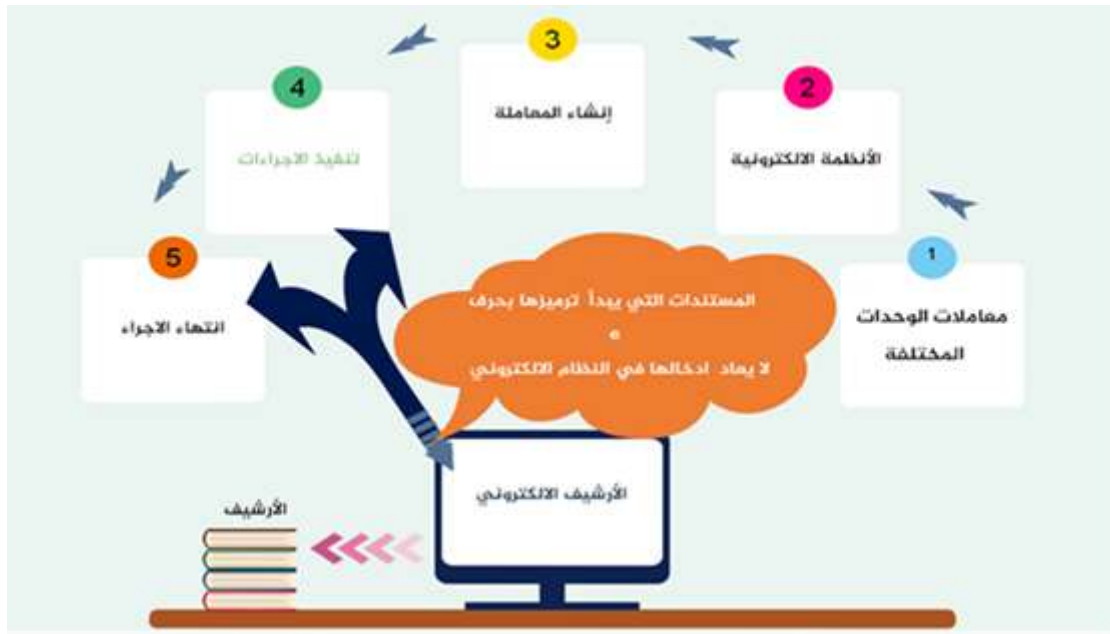 1
معاملات الوحدات
المختلفة
2
الأنظمة الالكترونية
3
إنشاء المعاملة
4
تنفيذ الاجراءات
5
انتهاء الاجراء
المستندات التي يبدأ ترميزها بحرف
e
لا يعاد ادخالها في النظام الالكتروني
الأرشيف الالكتروني
الأرشيف